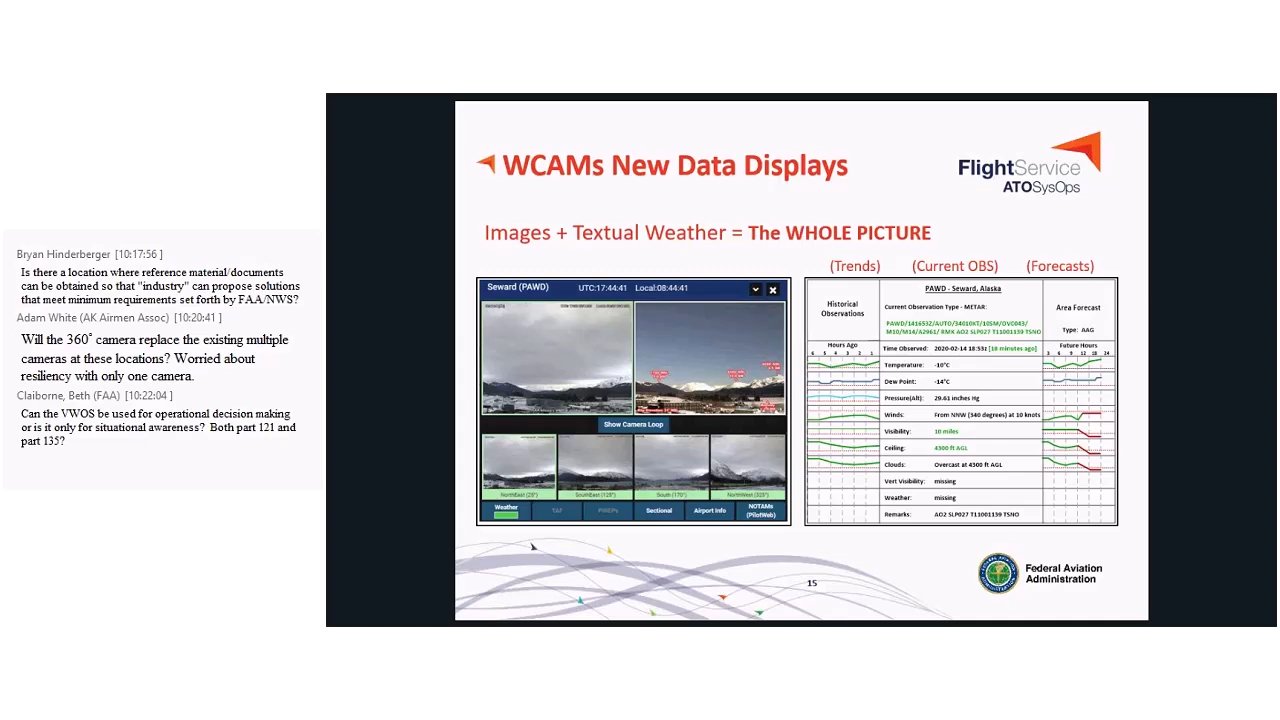 Bryan Hinderberger [10:17:56 ]
Is there a location where reference material/documents
can be obtained so that "industry" can propose solutions
that meet minimum requirements set forth by FAA/NWS?
Adam White (AK Airmen Assoc) [10:20:41 ]
Will the 360° camera replace the existing multiple
cameras at these locations? Worried about
resiliency with only one camera.
Claiborne, Beth (FAA) [10:22:04 ]
Can the VWOS be used for operational decision making
or is it only for situational awareness? Both part 121 and
part 135?
WCAMs New Data Displays
FlightService
ATOSysOps
Images + Textual Weather = The WHOLE PICTURE
(Trends) (Current OBS) (Forecasts)
Seward (PAWD) UTC:17:44:41 Local:08:44:41
Show Camera Loop
NorthEast (25°) SouthEast (125°) South (170°) NorthWest (325°)
Weather TAF PIREPs Sectional Airport Info NOTAMs
(PilotWeb)
PAWD - Seward, Alaska
Historical
Observations
Current Observation Type - METAR:
PAWD/141653Z/AUTO/34010KT/10SM/OVC043/
M10/M14/A2961/ RMK AO2 SLP027 T11001139 TSNO
Area Forecast
Type: AAG
Hours Ago
6 5 4 3 2 1
Time Observed: 2020-02-14 18:53z [18 minutes ago]
Future Hours
3 6 9 12 18 24
Temperature: -10°C
Dew Point: -14°C
Pressure(Alt): 29.61 inches Hg
Winds: From NNW (340 degrees) at 10 knots
Visibility: 10 miles
Ceiling: 4300 ft AGL
Clouds: Overcast at 4300 ft AGL
Vert Visibility: missing
Weather: missing
Remarks: AO2 SLP027 T11001139 TSNO
15
Federal Aviation
Administration